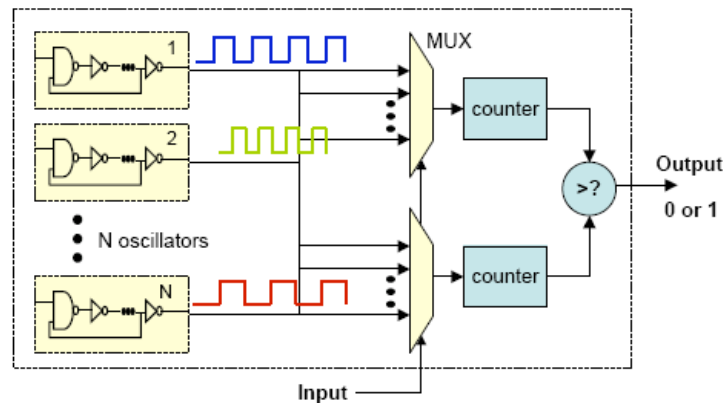 1
MUX
counter
2
>?
Output
0 or 1
N oscillators
N
counter
Input